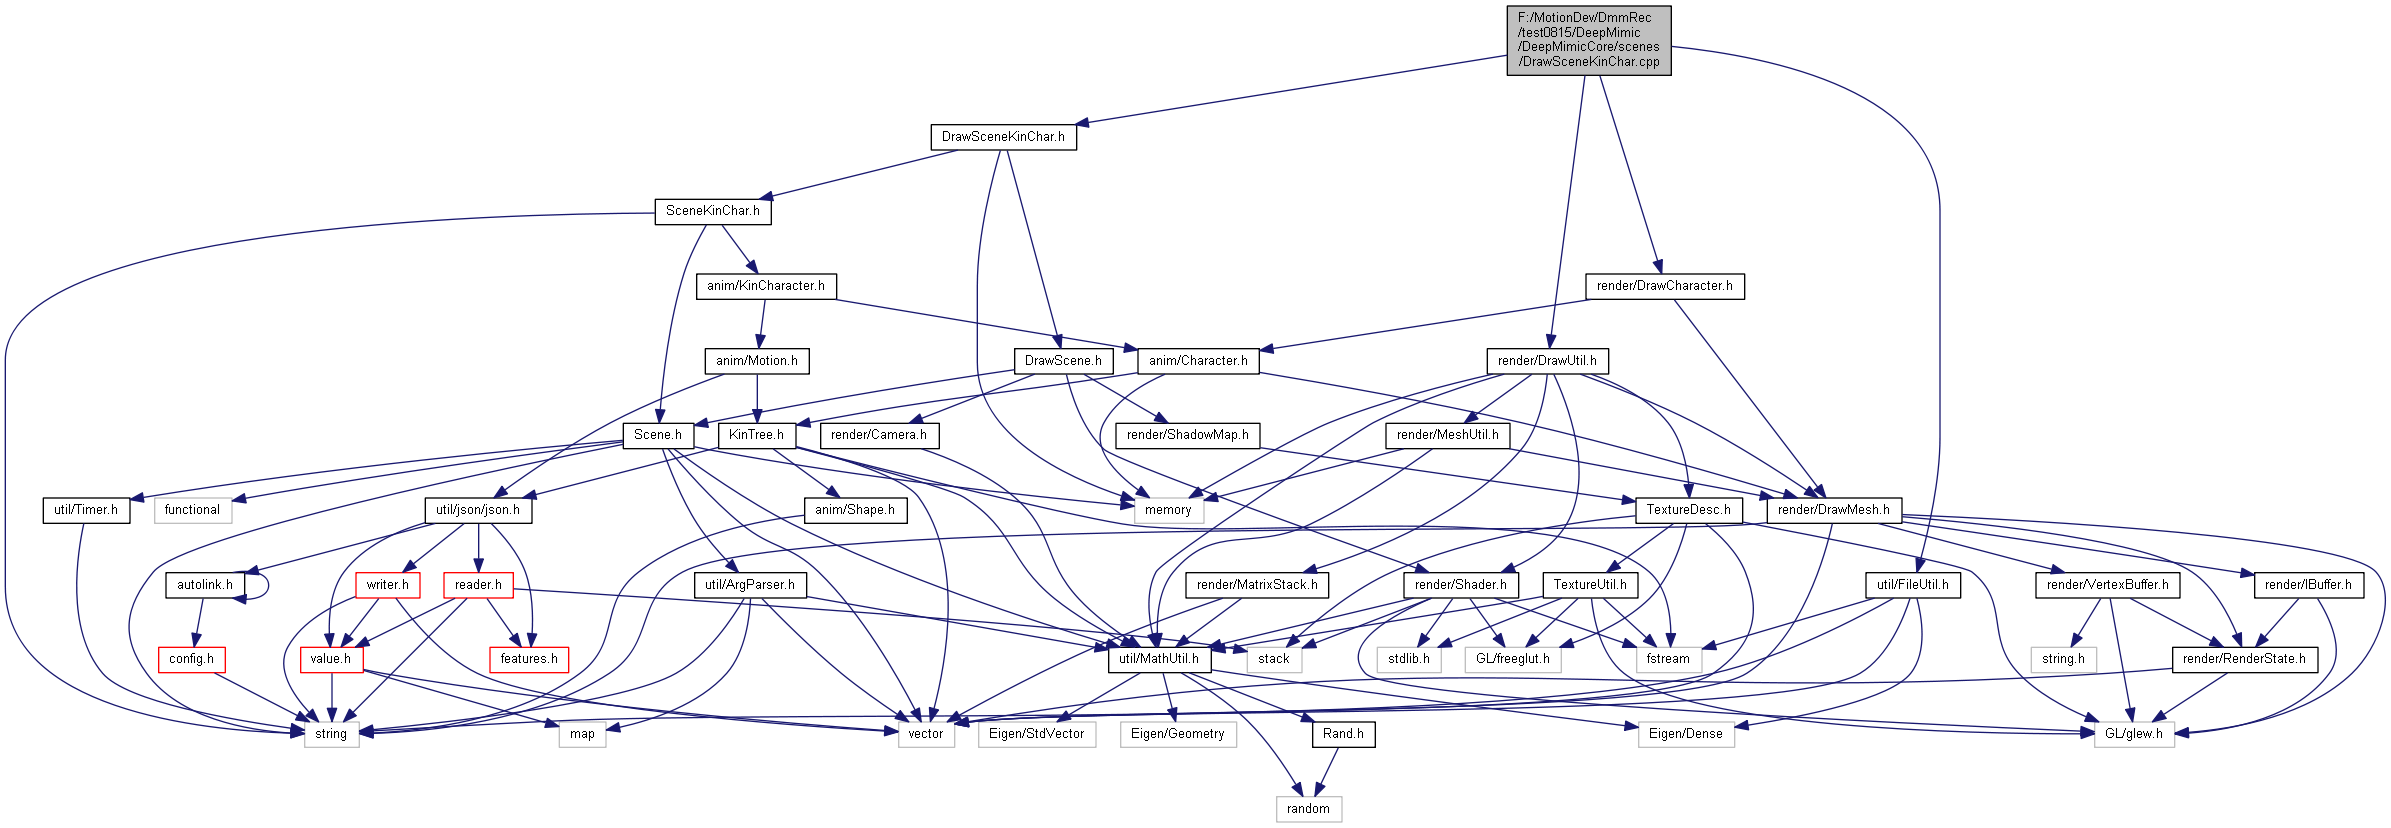 F:/MotionDev/DmmRec
/test0815/DeepMimic
/DeepMimicCore/scenes
/DrawSceneKinChar.cpp
DrawSceneKinChar.h
SceneKinChar.h
anim/KinCharacter.h
render/DrawCharacter.h
anim/Motion.h
DrawScene.h
anim/Character.h
render/DrawUtil.h
Scene.h
KinTree.h
render/Camera.h
render/ShadowMap.h
render/MeshUtil.h
util/Timer.h
functional
util/json/json.h
anim/Shape.h
memory
TextureDesc.h
render/DrawMesh.h
autolink.h
writer.h
reader.h
util/ArgParser.h
render/MatrixStack.h
render/Shader.h
TextureUtil.h
util/FileUtil.h
render/VertexBuffer.h
render/IBuffer.h
config.h
value.h
features.h
util/MathUtil.h
stack
stdlib.h
GL/freeglut.h
fstream
string.h
render/RenderState.h
string
map
vector
Eigen/StdVector
Eigen/Geometry
Rand.h
Eigen/Dense
GL/glew.h
random